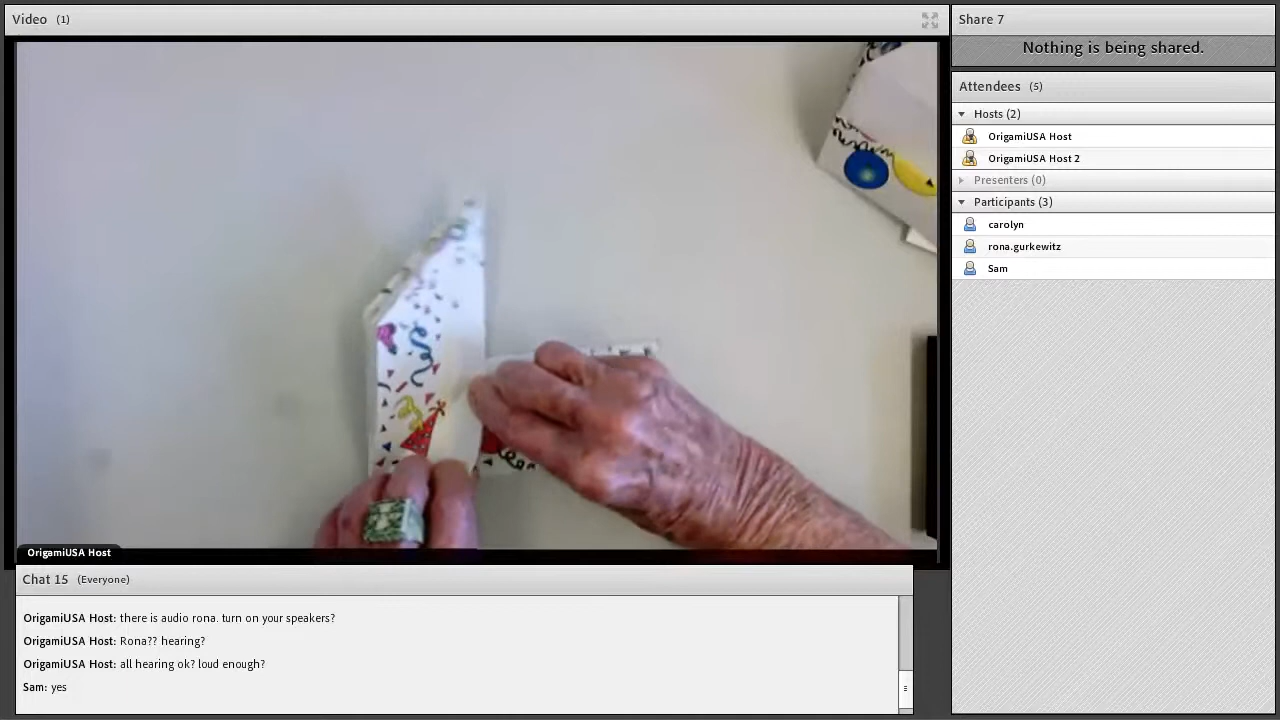 Video (1)
OrigamiUSA Host
Chat 15 (Everyone)
OrigamiUSA Host: there is audio rona. turn on your speakers?
OrigamiUSA Host: Rona?? hearing?
OrigamiUSA Host: all hearing ok? loud enough?
Sam: yes
Share 7
Nothing is being shared.
Attendees (5)
Hosts (2)
OrigamiUSA Host
OrigamiUSA Host 2
Presenters (0)
Participants (3)
carolyn
rona.gurkewitz
Sam